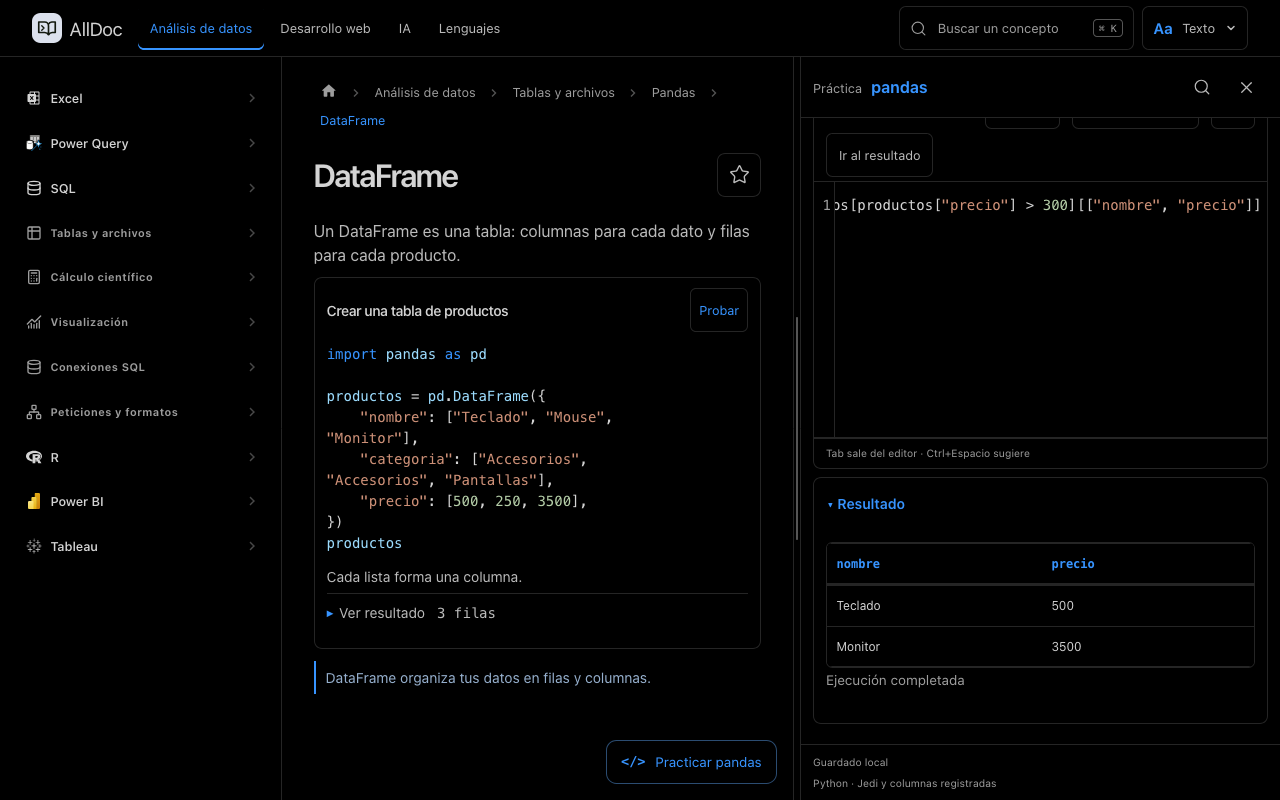 AllDoc
Análisis de datos
Desarrollo web
IA
Lenguajes
Buscar un concepto
⌘ K
Aa Texto
Excel
Power Query
SQL
Tablas y archivos
Cálculo científico
Visualización
Conexiones SQL
Peticiones y formatos
R
Power BI
Tableau
Análisis de datos
Tablas y archivos
Pandas
DataFrame
DataFrame
Un DataFrame es una tabla: columnas para cada dato y filas
para cada producto.
Crear una tabla de productos
Probar
import pandas as pd
productos = pd.DataFrame({
    "nombre": ["Teclado", "Mouse",
"Monitor"],
    "categoria": ["Accesorios",
"Accesorios", "Pantallas"],
    "precio": [500, 250, 3500],
})
productos
Cada lista forma una columna.
Ver resultado 3 filas
DataFrame organiza tus datos en filas y columnas.
</> Practicar pandas
Práctica pandas
Ir al resultado
1 os[productos["precio"] > 300][["nombre", "precio"]]
Tab sale del editor · Ctrl+Espacio sugiere
Resultado
nombre precio
Teclado 500
Monitor 3500
Ejecución completada
Guardado local
Python · Jedi y columnas registradas